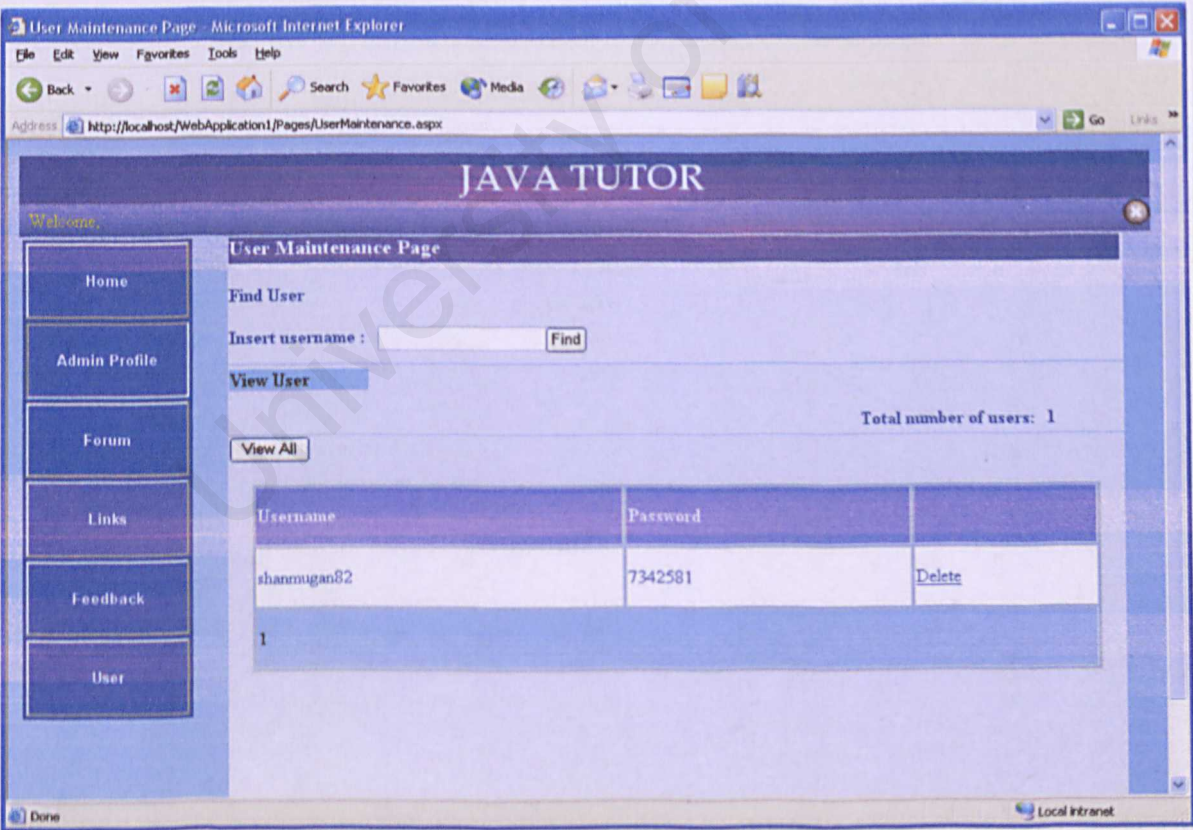 User Maintenance Page - Microsoft Internet Explorer
File Edit View Favorites Tools Help
Back Search Favorites Media
Address http://localhost/WebApplication1/Pages/UserMaintenance.aspx Go Links
JAVA TUTOR
Welcome,
Home
Admin Profile
Forum
Links
Feedback
User
User Maintenance Page
Find User
Insert username : Find
View User
Total number of users: 1
View All
Username Password
shanmugan82 7342581 Delete
1
Done Local intranet
University of